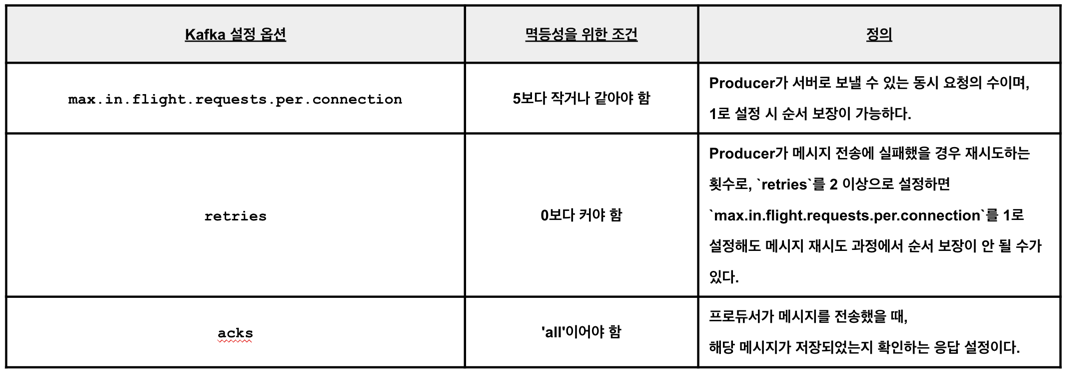 Kafka 설정 옵션
멱등성을 위한 조건
정의
max.in.flight.requests.per.connection
5보다 작거나 같아야 함
Producer가 서버로 보낼 수 있는 동시 요청의 수이며,
1로 설정 시 순서 보장이 가능하다.
retries
0보다 커야 함
Producer가 메시지 전송에 실패했을 경우 재시도하는
횟수로, `retries`를 2 이상으로 설정하면
`max.in.flight.requests.per.connection`를 1로
설정해도 메시지 재시도 과정에서 순서 보장이 안 될 수가
있다.
acks
'all'이어야 함
프로듀서가 메시지를 전송했을 때,
해당 메시지가 저장되었는지 확인하는 응답 설정이다.